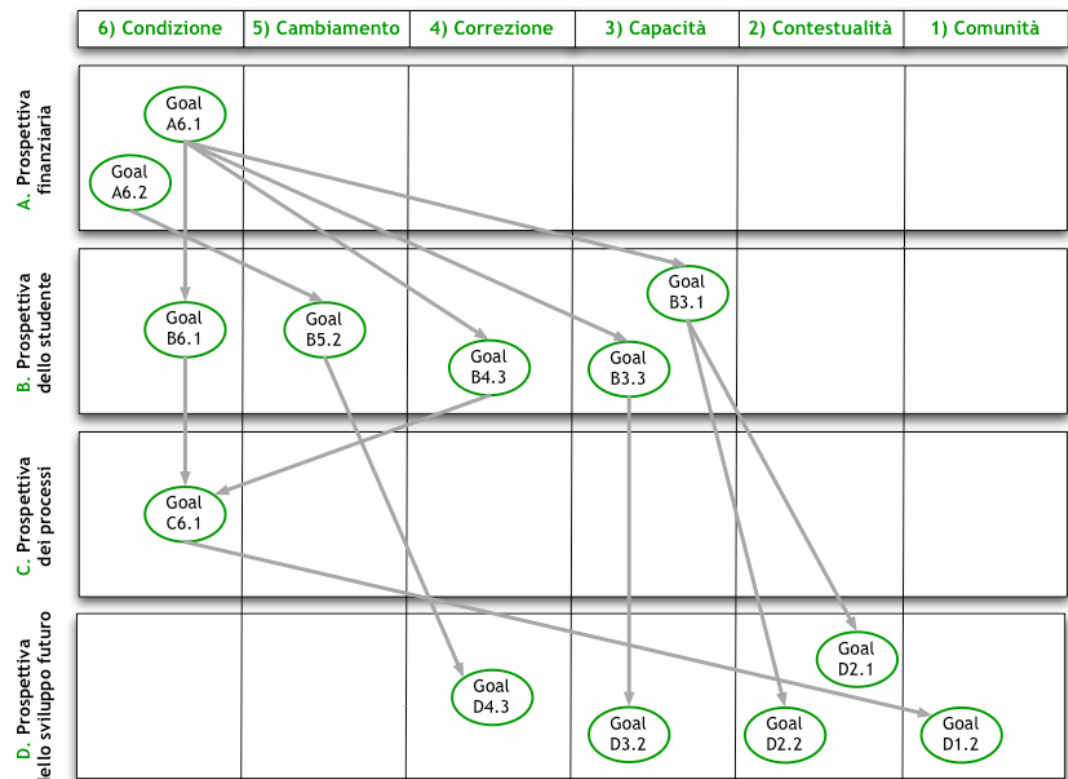 6) Condizione
5) Cambiamento
4) Correzione
3) Capacità
2) Contestualità
1) Comunità
A. Prospettiva
finanziaria
Goal
A6.1
Goal
A6.2
B. Prospettiva
dello studente
Goal
B3.1
Goal
B6.1
Goal
B5.2
Goal
B4.3
Goal
B3.3
C. Prospettiva
dei processi
Goal
C6.1
D. Prospettiva
dello sviluppo futuro
Goal
D2.1
Goal
D4.3
Goal
D3.2
Goal
D2.2
Goal
D1.2